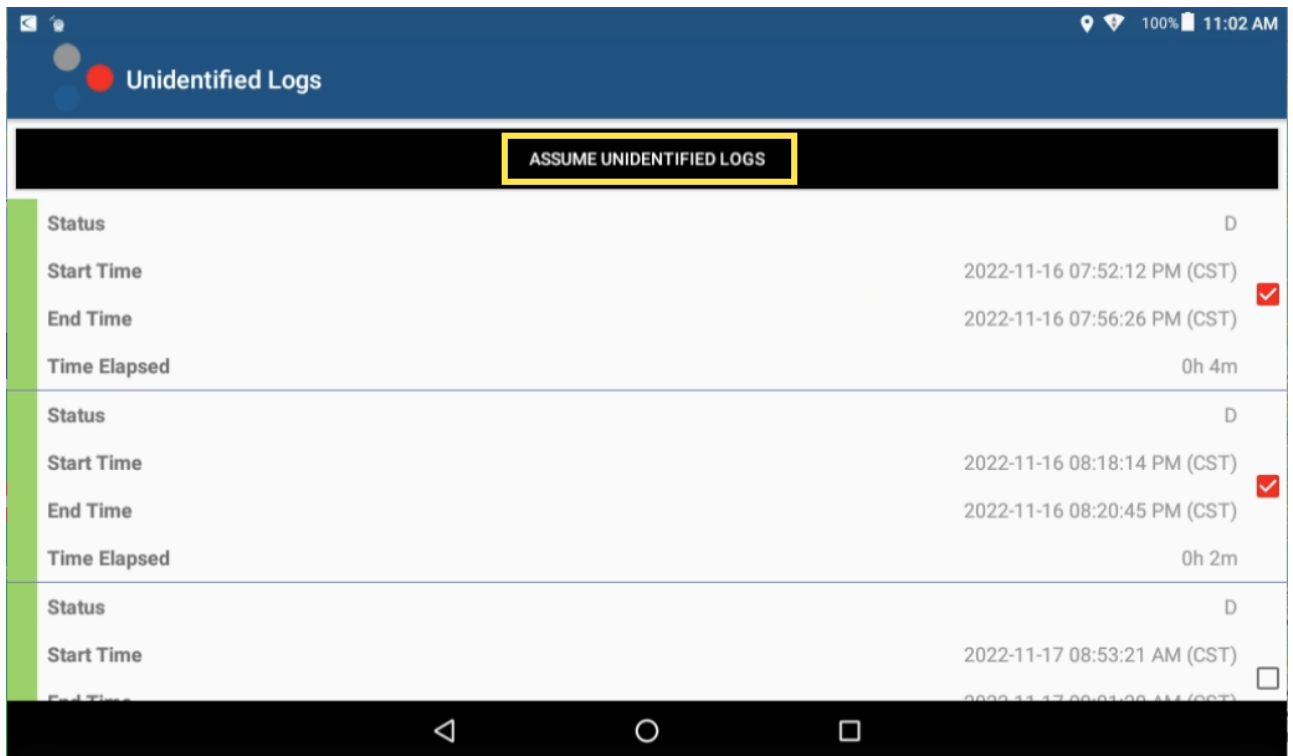 100% 11:02 AM
Unidentified Logs
ASSUME UNIDENTIFIED LOGS
Status D
Start Time 2022-11-16 07:52:12 PM (CST)
End Time 2022-11-16 07:56:26 PM (CST)
Time Elapsed 0h 4m
Status D
Start Time 2022-11-16 08:18:14 PM (CST)
End Time 2022-11-16 08:20:45 PM (CST)
Time Elapsed 0h 2m
Status D
Start Time 2022-11-17 08:53:21 AM (CST)
End Time